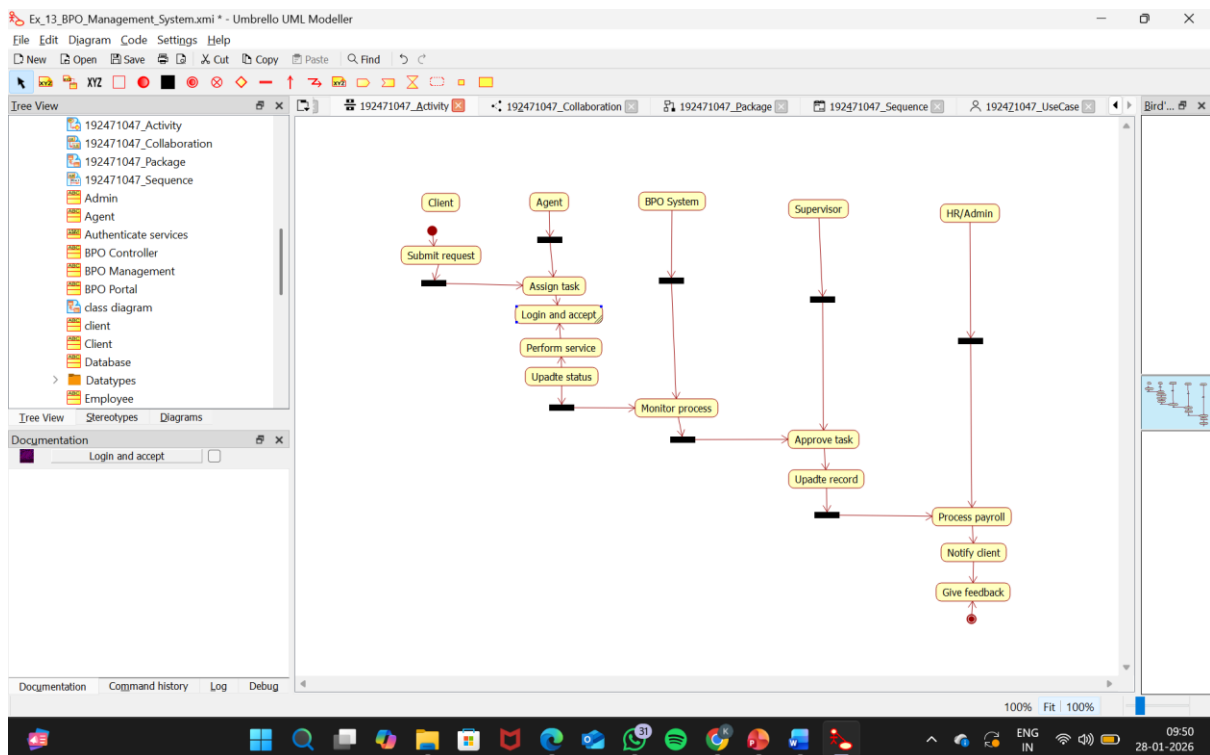 Ex_13_BPO_Management_System.xmi * - Umbrello UML Modeller
File Edit Diagram Code Settings Help
New Open Save Cut Copy Paste Find
XYZ XYZ XYZ
Tree View
192471047_Activity 192471047_Collaboration 192471047_Package 192471047_Sequence 192471047_UseCase Bird'...
192471047_Activity
192471047_Collaboration
192471047_Package
192471047_Sequence
Admin
Agent
Authenticate services
BPO Controller
BPO Management
BPO Portal
class diagram
client
Client
Database
Datatypes
Employee
Tree View Stereotypes Diagrams
Documentation
Login and accept
Documentation Command history Log Debug
Client
Agent
BPO System
Supervisor
HR/Admin
Submit request
Assign task
Login and accept
Perform service
Upadte status
Monitor process
Approve task
Upadte record
Process payroll
Notify client
Give feedback
100% Fit 100%
31
ENG
IN
09:50
28-01-2026